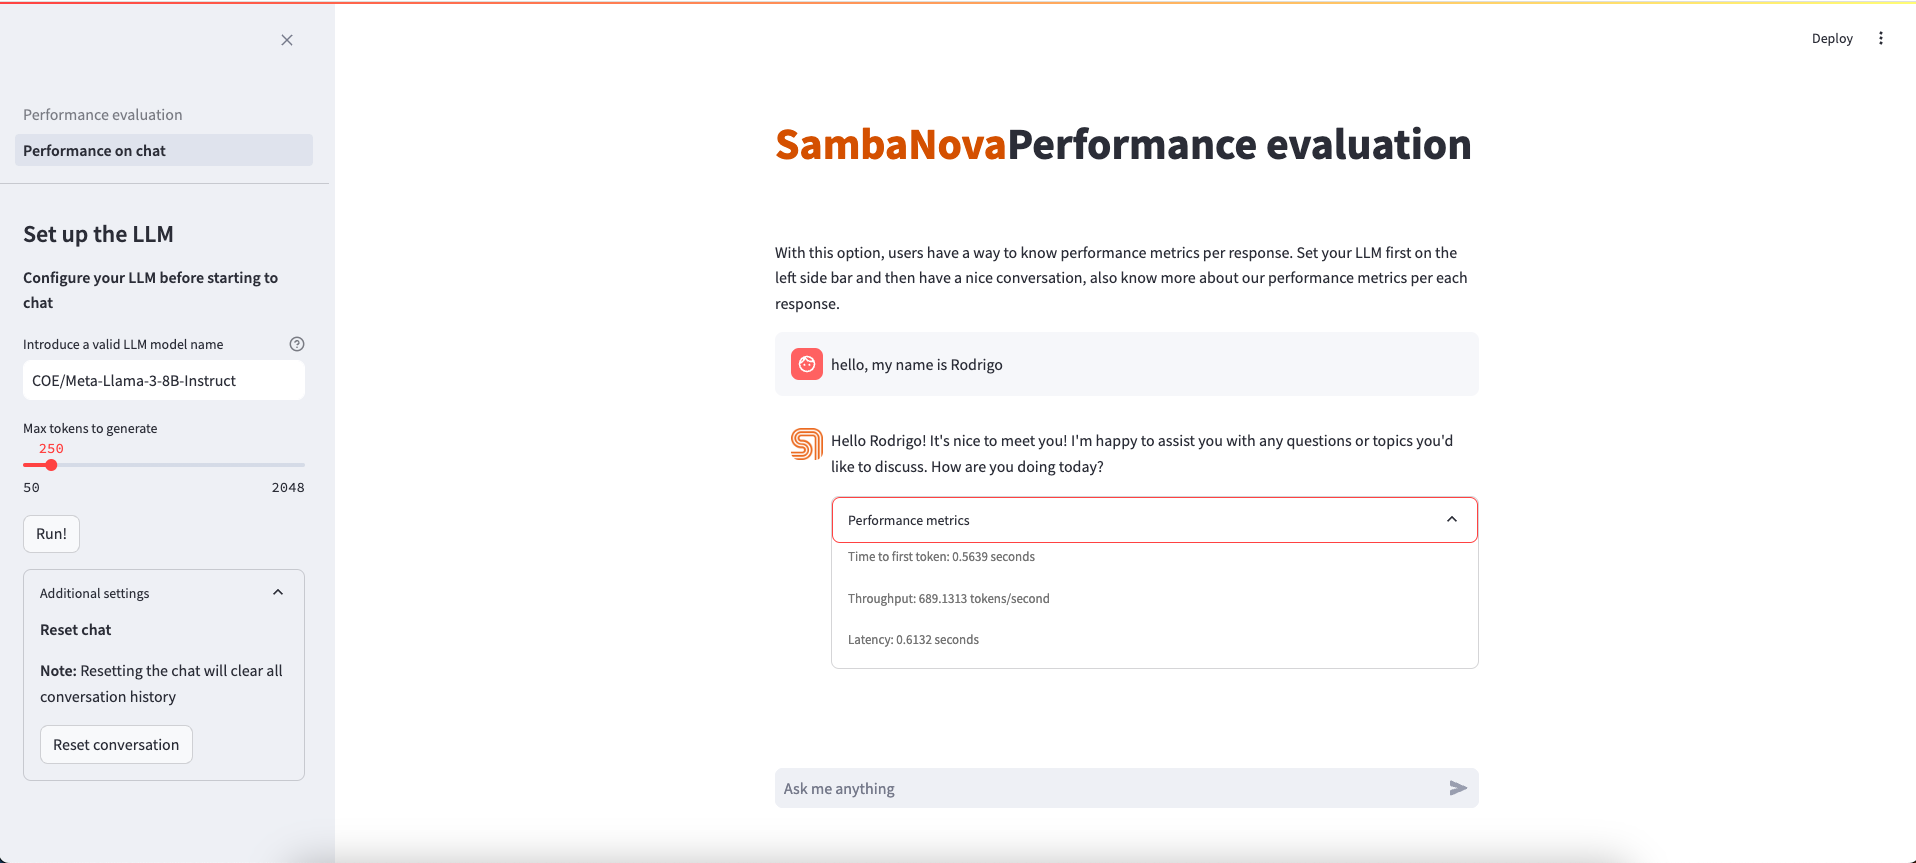 Deploy
Performance evaluation
Performance on chat
Set up the LLM
Configure your LLM before starting to
chat
Introduce a valid LLM model name
COE/Meta-Llama-3-8B-Instruct
Max tokens to generate
250
50 2048
Run!
Additional settings
Reset chat
Note: Resetting the chat will clear all
conversation history
Reset conversation
SambaNovaPerformance evaluation
With this option, users have a way to know performance metrics per response. Set your LLM first on the
left side bar and then have a nice conversation, also know more about our performance metrics per each
response.
hello, my name is Rodrigo
Hello Rodrigo! It's nice to meet you! I'm happy to assist you with any questions or topics you'd
like to discuss. How are you doing today?
Performance metrics
Time to first token: 0.5639 seconds
Throughput: 689.1313 tokens/second
Latency: 0.6132 seconds
Ask me anything